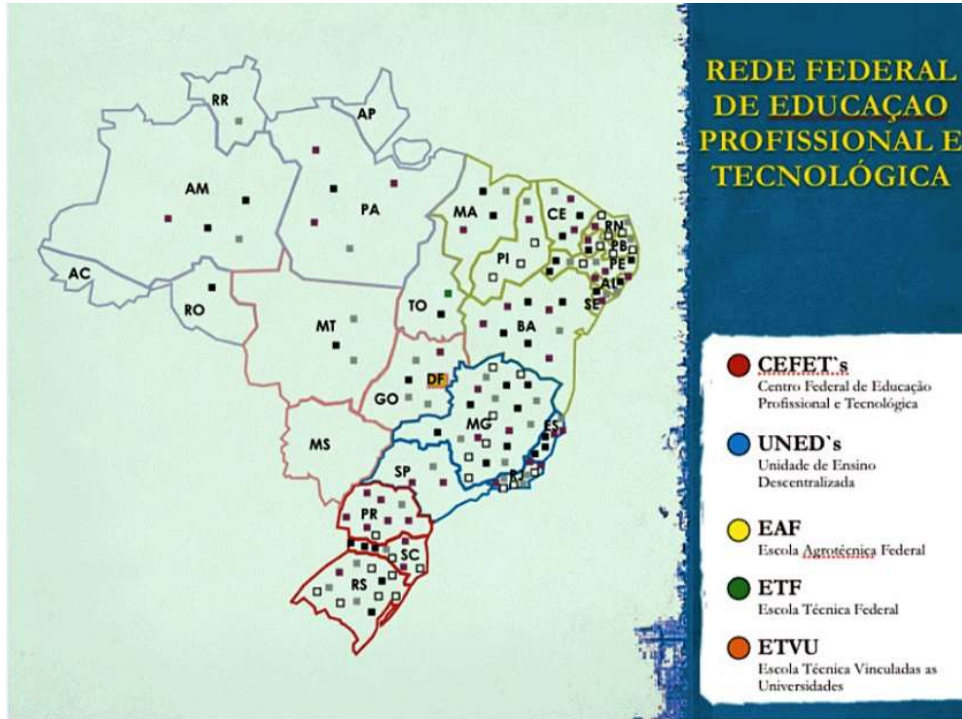 REDE FEDERAL
DE EDUCAÇAO
PROFISSIONAL E
TECNOLÓGICA
RR
AP
AM
PA
MA
CE
RN
PB
PI
PE
AC
AL
TO
SE
RO
BA
MT
DF
GO
MG
ES
MS
SP
RJ
PR
SC
RS
CEFET`s
Centro Federal de Educação
Profissional e Tecnológica
UNED`s
Unidade de Ensino
Descentralizada
EAF
Escola Agrotécnica Federal
ETF
Escola Técnica Federal
ETVU
Escola Técnica Vinculadas as
Universidades